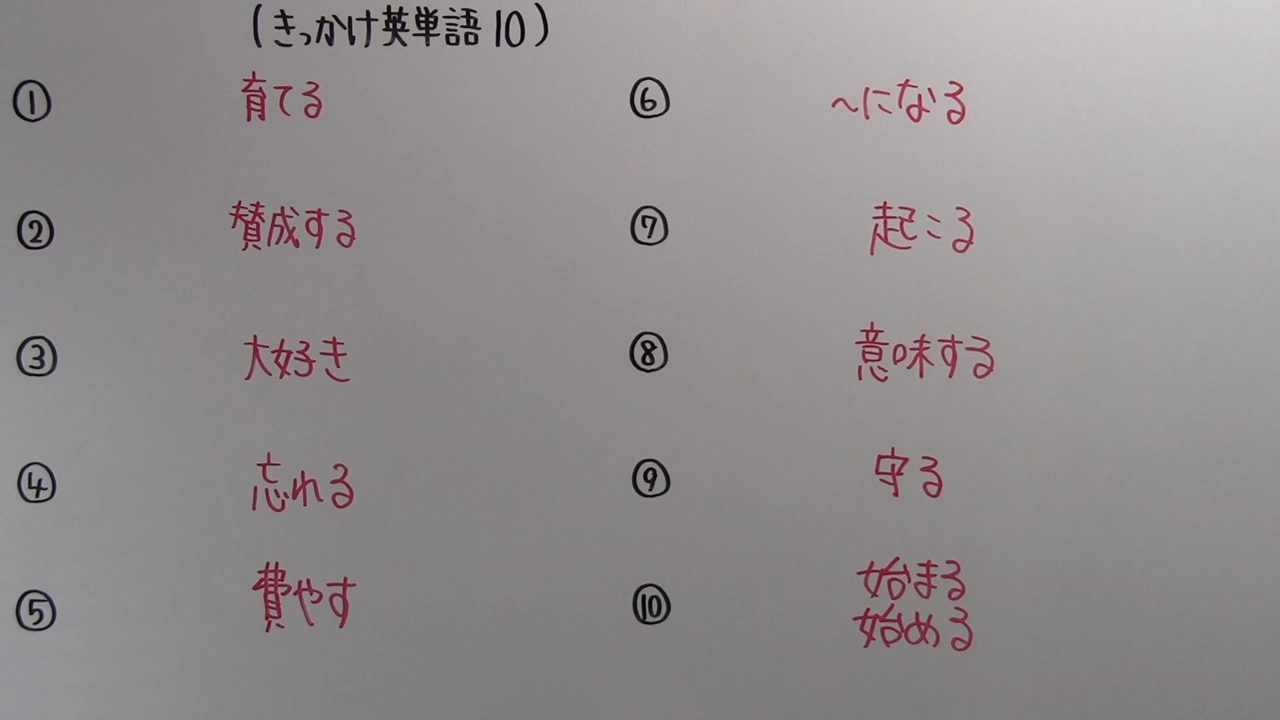 (きっかけ英単語10)
① 育てる
② 賛成する
③ 大好き
④ 忘れる
⑤ 費やす
⑥ ~になる
⑦ 起こる
⑧ 意味する
⑨ 守る
⑩ 始まる
始める